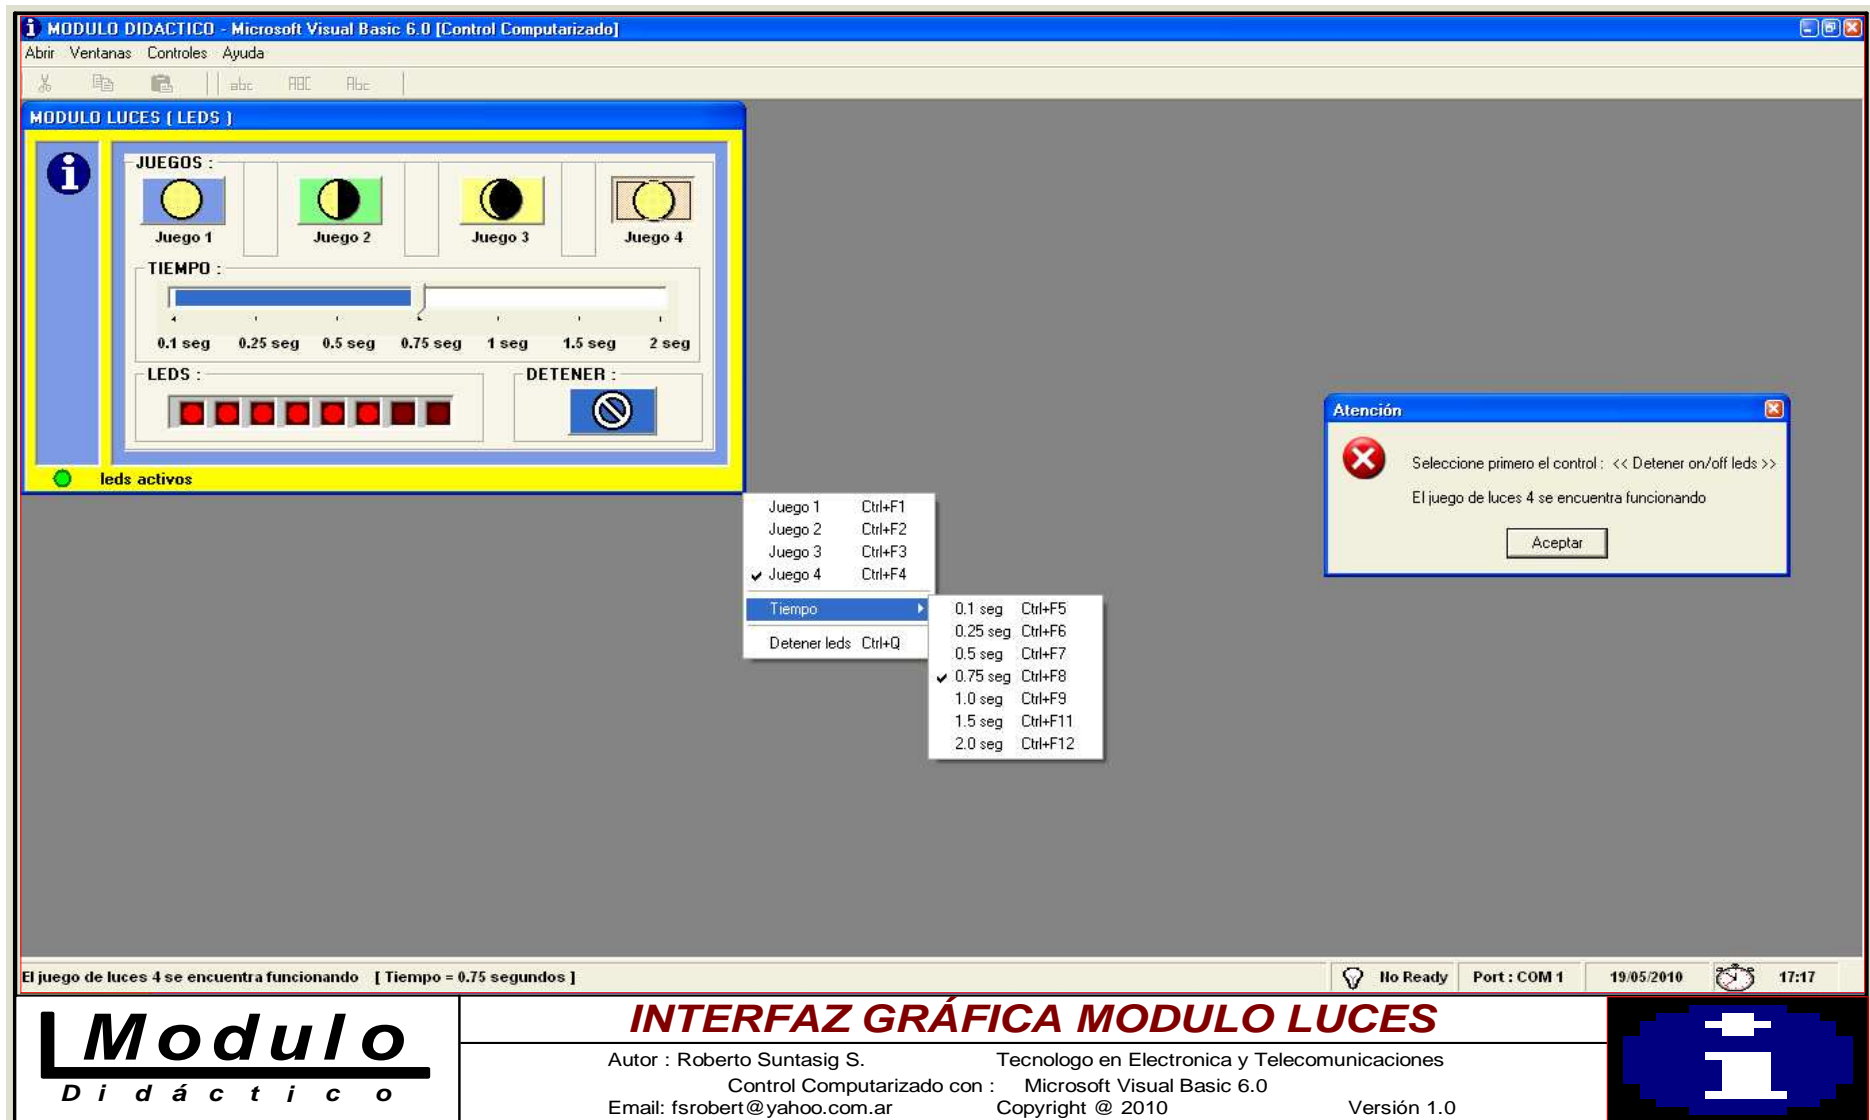 MODULO DIDACTICO - Microsoft Visual Basic 6.0 [Control Computarizado]
Abrir Ventanas Controles Ayuda
abc ABC Abc
MODULO LUCES ( LEDS )
JUEGOS :
Juego 1 Juego 2 Juego 3 Juego 4
TIEMPO :
0.1 seg 0.25 seg 0.5 seg 0.75 seg 1 seg 1.5 seg 2 seg
LEDS : DETENER :
leds activos
Juego 1 Ctrl+F1
Juego 2 Ctrl+F2
Juego 3 Ctrl+F3
Juego 4 Ctrl+F4
Tiempo
Detener leds Ctrl+Q
0.1 seg Ctrl+F5
0.25 seg Ctrl+F6
0.5 seg Ctrl+F7
0.75 seg Ctrl+F8
1.0 seg Ctrl+F9
1.5 seg Ctrl+F11
2.0 seg Ctrl+F12
Atención
Seleccione primero el control : << Detener on/off leds >>
El juego de luces 4 se encuentra funcionando
Aceptar
El juego de luces 4 se encuentra funcionando [ Tiempo = 0.75 segundos ]
No Ready Port : COM 1 19/05/2010 17:17
Modulo
Didáctico
INTERFAZ GRÁFICA MODULO LUCES
Autor : Roberto Suntasig S. Tecnologo en Electronica y Telecomunicaciones
Control Computarizado con : Microsoft Visual Basic 6.0
Email: fsrobert@yahoo.com.ar Copyright @ 2010 Versión 1.0